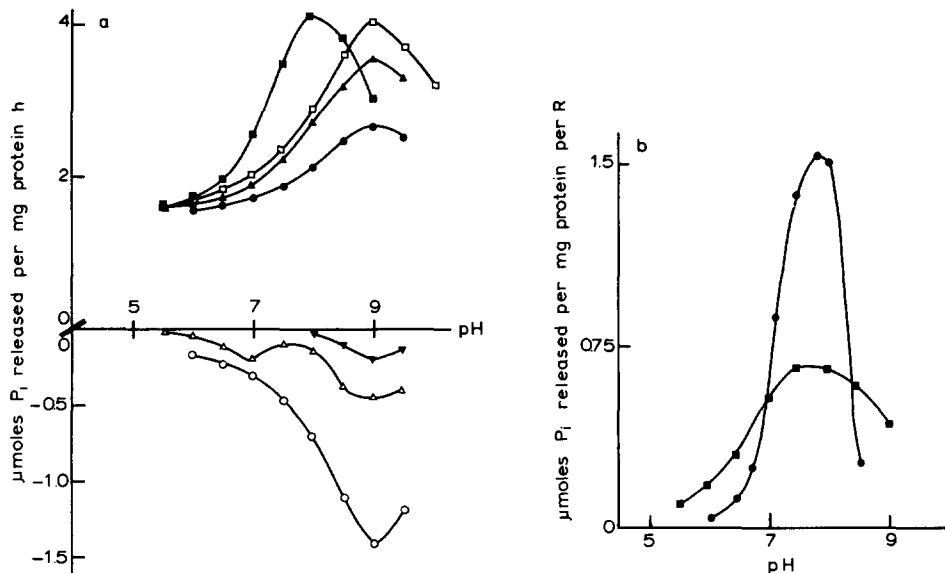 a
4
2
0
0
-0.5
-1.0
-1.5
5 7 9
pH
μmoles Pi released per mg protein h
b
1.5
0.75
0
5 7 9
pH
μmoles Pi released per mg protein per R